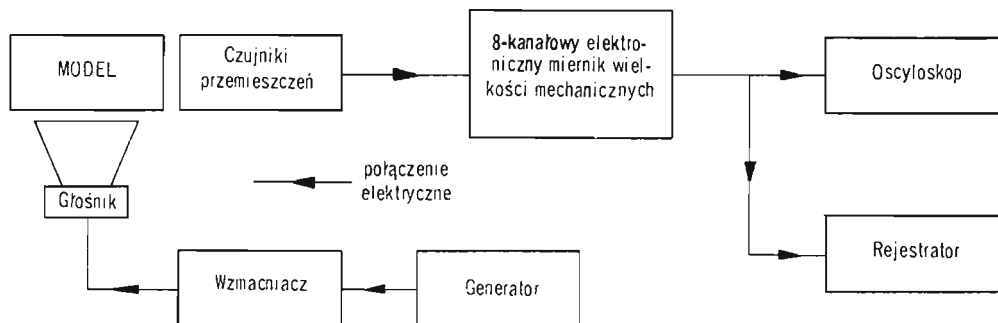 MODEL
Czujniki
przemieszczeń
8-kanałowy elektro-
niczny miernik wiel-
kości mechanicznych
Oscyloskop
Głośnik
połączenie
elektryczne
Rejestrator
Wzmacniacz
Generator